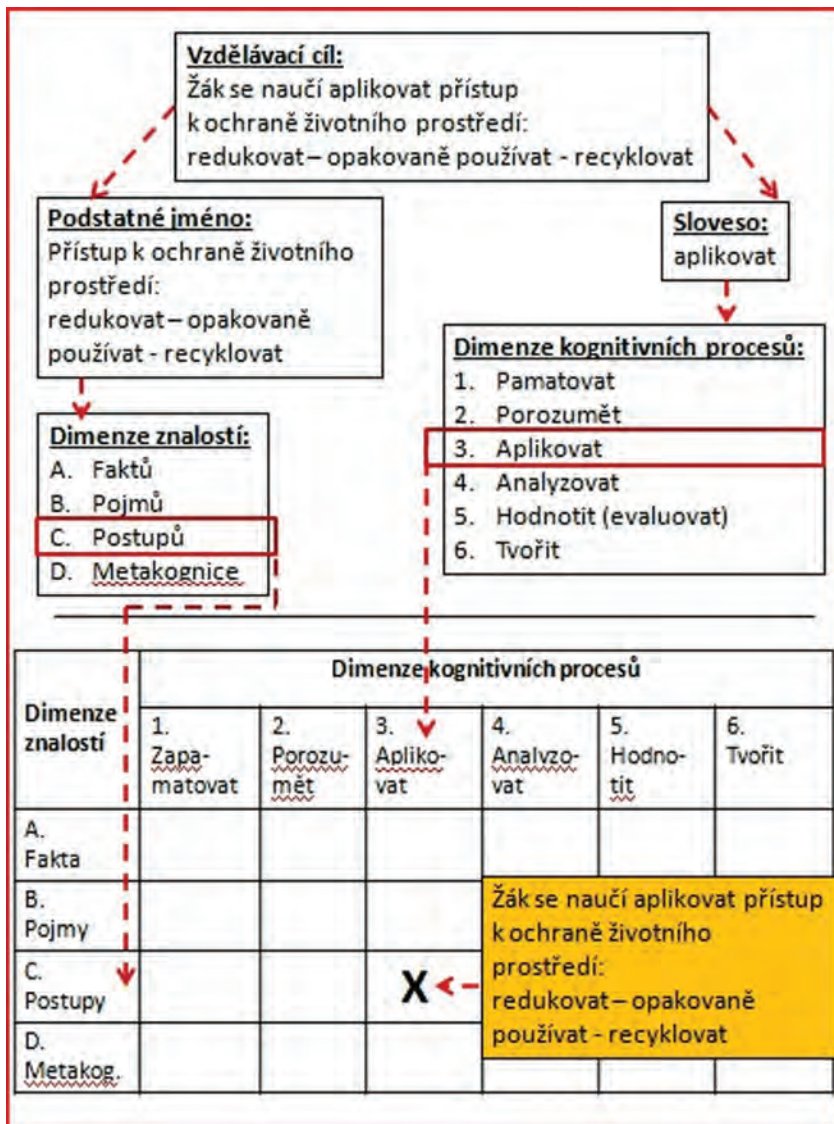 Vzdělávací cíl:
Žák se naučí aplikovat přístup
k ochraně životního prostředí:
redukovat – opakovaně používat - recyklovat
Podstatné jméno:
Přístup k ochraně životního
prostředí:
redukovat – opakovaně
používat - recyklovat
Sloveso:
aplikovat
Dimenze znalostí:
A. Faktů
B. Pojmů
C. Postupů
D. Metakognice
Dimenze kognitivních procesů:
1. Pamatovat
2. Porozumět
3. Aplikovat
4. Analyzovat
5. Hodnotit (evaluovat)
6. Tvořit
Dimenze
znalostí
Dimenze kognitivních procesů
1.
Zapa-
matovat
2.
Porozu-
mět
3.
Apliko-
vat
4.
Analyzo-
vat
5.
Hodno-
tit
6.
Tvořit
A.
Fakta
B.
Pojmy
C.
Postupy
X
Žák se naučí aplikovat přístup
k ochraně životního
prostředí:
redukovat – opakovaně
používat - recyklovat
D.
Metakog.